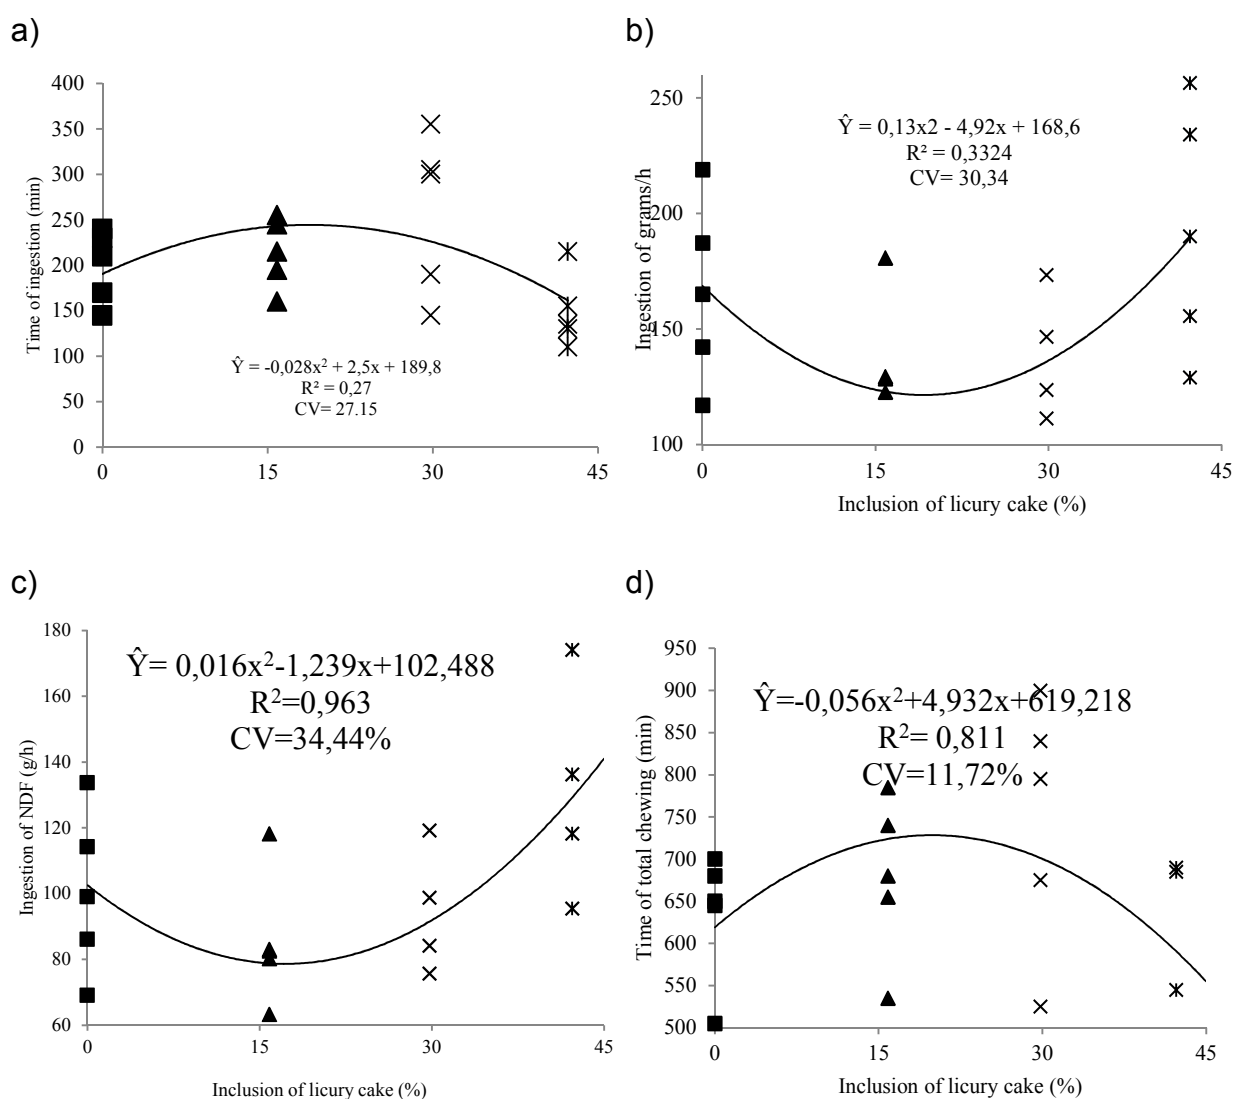 a)
400
350
300
250
200
150
100
50
0
0
15
30
45
Time of ingestion (min)
Ŷ = -0,028x² + 2,5x + 189,8
R² = 0,27
CV= 27.15
b)
250
200
150
100
0
15
30
45
Ingestion of grams/h
Ŷ = 0,13x2 - 4,92x + 168,6
R² = 0,3324
CV= 30,34
Inclusion of licury cake (%)
c)
180
160
140
120
100
80
60
0
15
30
45
Ingestion of NDF (g/h)
Ŷ= 0,016x²-1,239x+102,488
R²=0,963
CV=34,44%
Inclusion of licury cake (%)
d)
950
900
850
800
750
700
650
600
550
500
0
15
30
45
Time of total chewing (min)
Ŷ=-0,056x²+4,932x+619,218
R²= 0,811
CV=11,72%
Inclusion of licury cake (%)